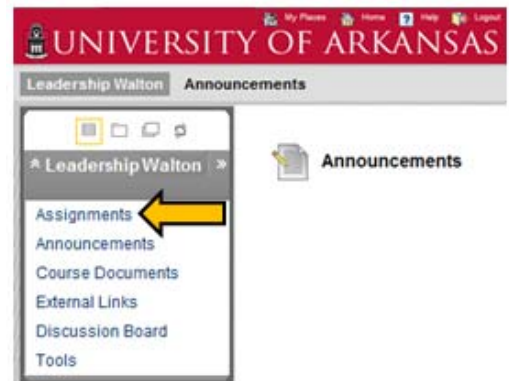 My Places Home ? Help Logout
UNIVERSITY OF ARKANSAS
Leadership Walton Announcements
Leadership Walton
Announcements
Assignments
Announcements
Course Documents
External Links
Discussion Board
Tools